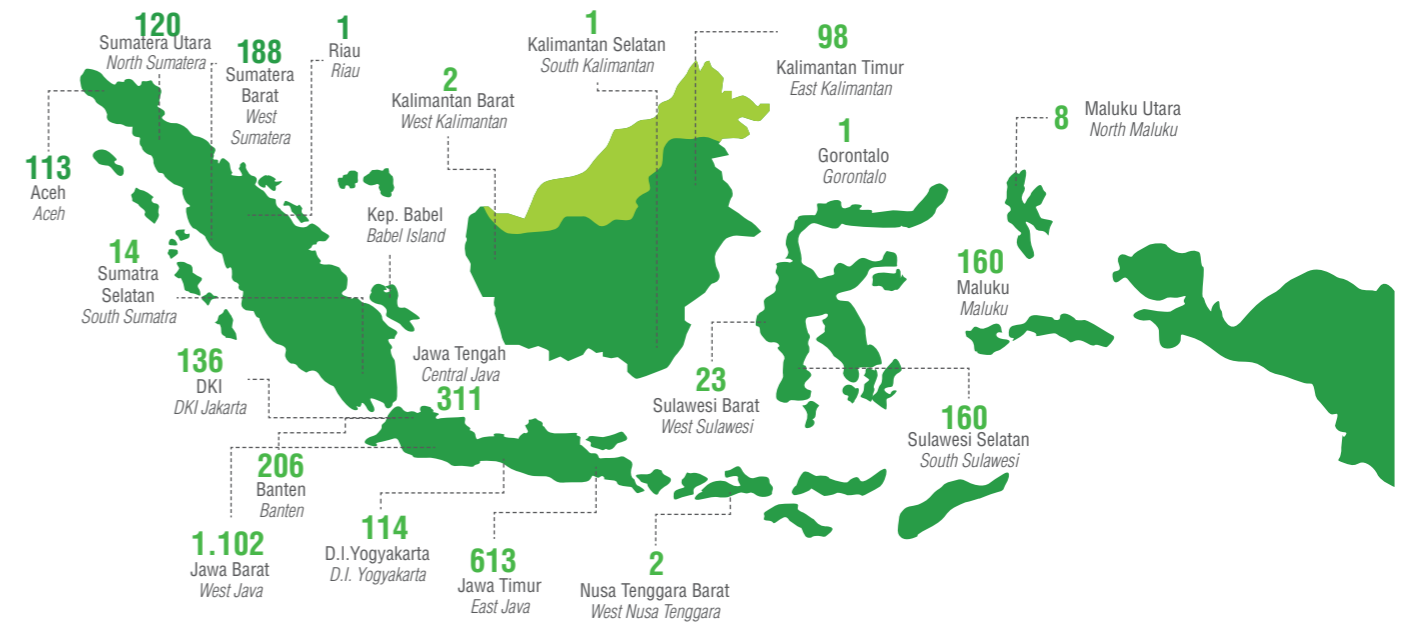 120
Sumatera Utara
North Sumatera
188
Sumatera
Barat
West
Sumatera
1
Riau
Riau
2
Kalimantan Barat
West Kalimantan
1
Kalimantan Selatan
South Kalimantan
98
Kalimantan Timur
East Kalimantan
1
Gorontalo
Gorontalo
8
Maluku Utara
North Maluku
113
Aceh
Aceh
Kep. Babel
Babel Island
14
Sumatra
Selatan
South Sumatra
160
Maluku
Maluku
136
DKI
DKI Jakarta
Jawa Tengah
Central Java
311
23
Sulawesi Barat
West Sulawesi
160
Sulawesi Selatan
South Sulawesi
206
Banten
Banten
1.102
Jawa Barat
West Java
114
D.I.Yogyakarta
D.I. Yogyakarta
613
Jawa Timur
East Java
2
Nusa Tenggara Barat
West Nusa Tenggara